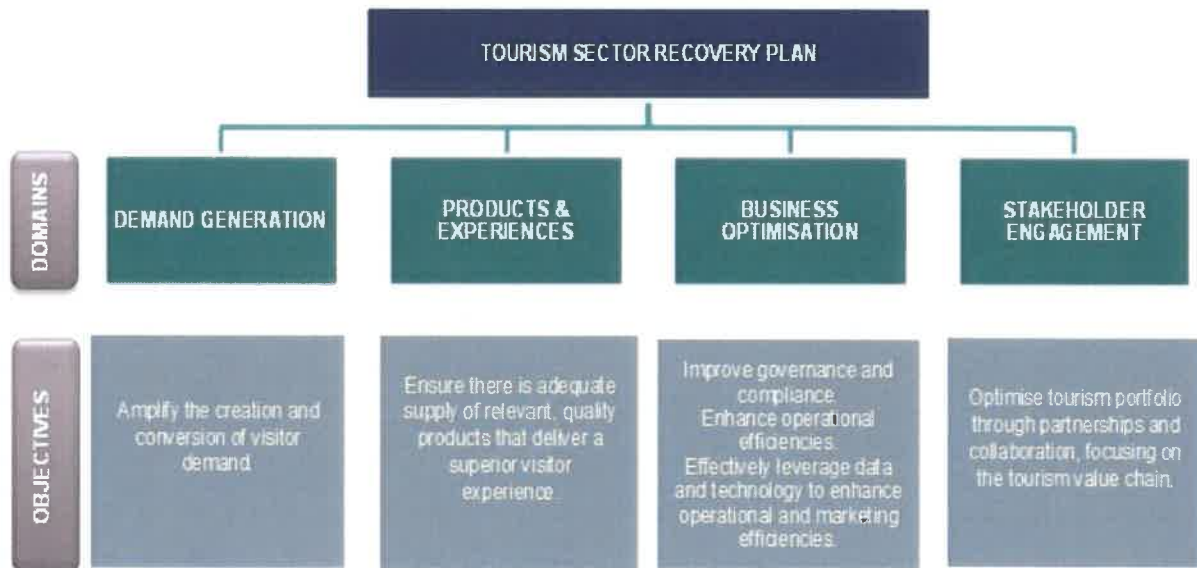 TOURISM SECTOR RECOVERY PLAN
DOMAINS
DEMAND GENERATION
PRODUCTS &
EXPERIENCES
BUSINESS
OPTIMISATION
STAKEHOLDER
ENGAGEMENT
OBJECTIVES
Amplify the creation and
conversion of visitor
demand.
Ensure there is adequate
supply of relevant, quality
products that deliver a
superior visitor
experience.
Improve governance and
compliance.
Enhance operational
efficiencies.
Effectively leverage data
and technology to enhance
operational and marketing
efficiencies.
Optimise tourism portfolio
through partnerships and
collaboration, focusing on
the tourism value chain.